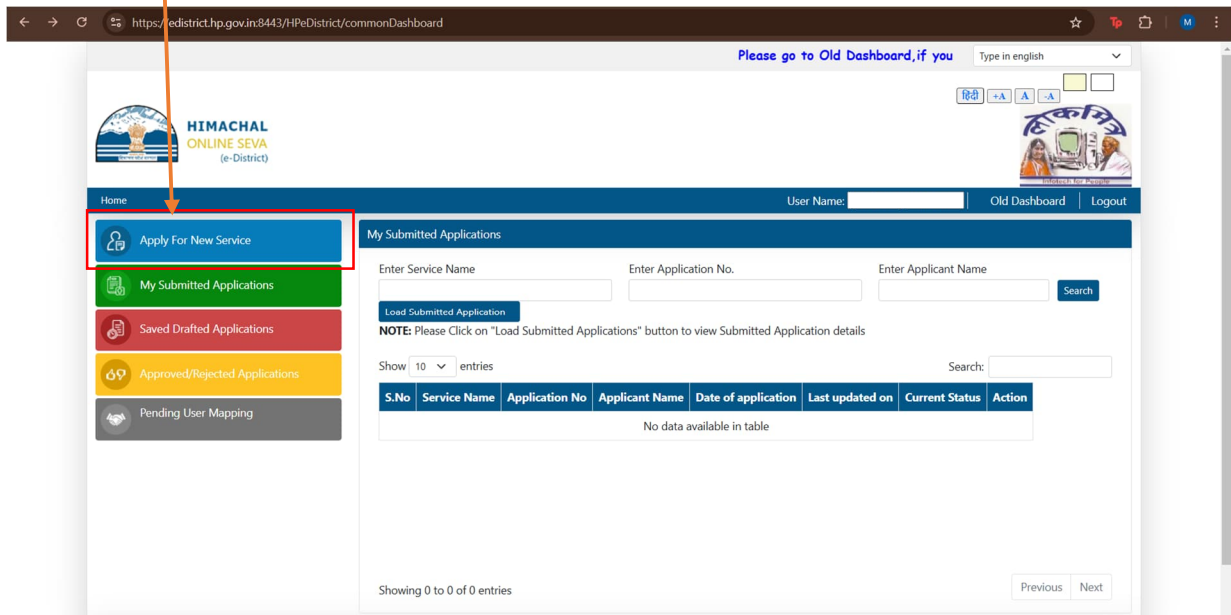 https://edistrict.hp.gov.in:8443/HPeDistrict/commonDashboard
Tp
M
Please go to Old Dashboard,if you
Type in english
हिंदी +A A -A
HIMACHAL
ONLINE SEVA
(e-District)
लोकमित्र
Infotech for People
Home
User Name:
Old Dashboard
Logout
Apply For New Service
My Submitted Applications
Saved Drafted Applications
Approved/Rejected Applications
Pending User Mapping
My Submitted Applications
Enter Service Name
Enter Application No.
Enter Applicant Name
Search
Load Submitted Application
NOTE: Please Click on "Load Submitted Applications" button to view Submitted Application details
Show 10 entries
Search:
S.No Service Name Application No Applicant Name Date of application Last updated on Current Status Action
No data available in table
Showing 0 to 0 of 0 entries
Previous Next